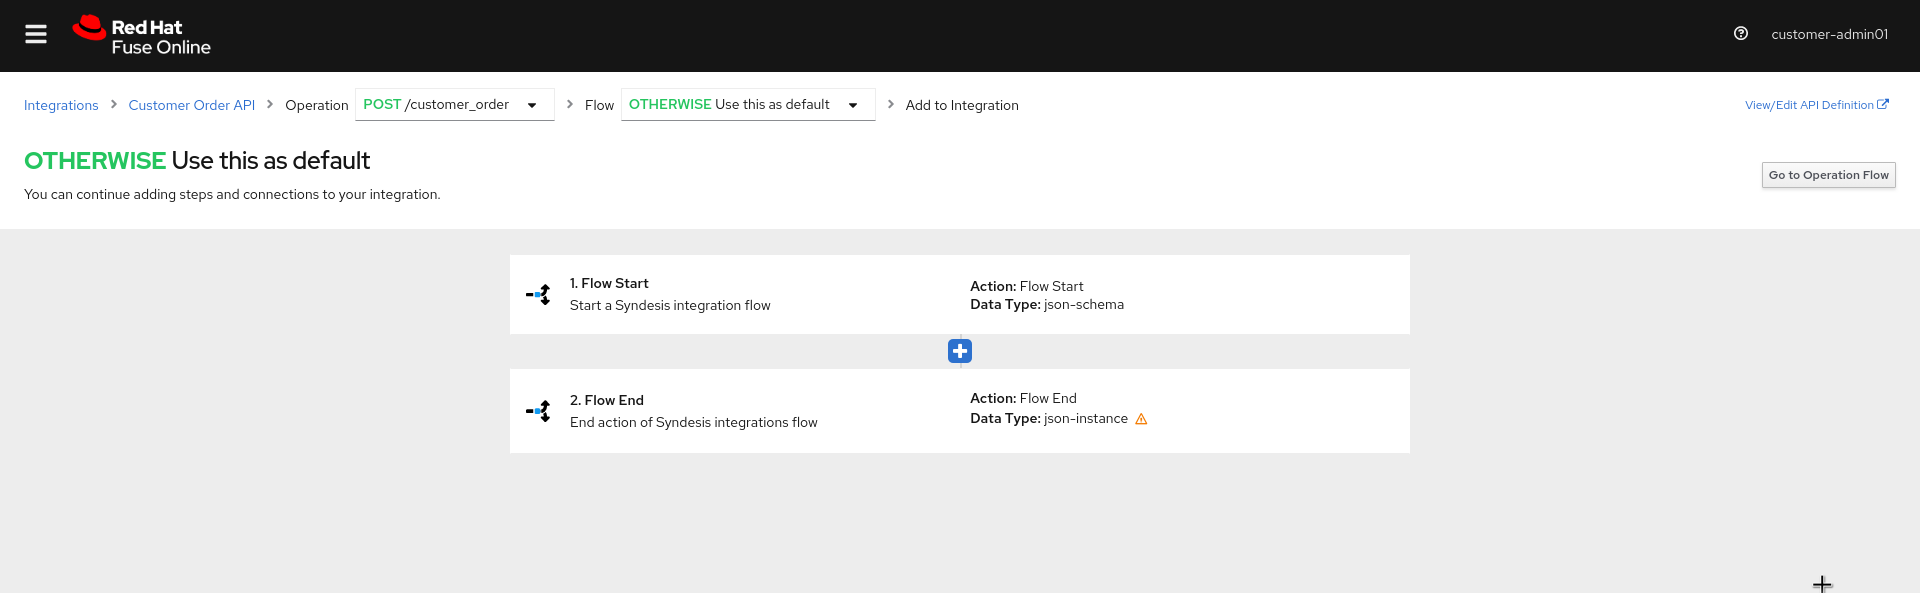 Red Hat
Fuse Online
customer-admin01
Integrations > Customer Order API > Operation POST /customer_order > Flow OTHERWISE Use this as default > Add to Integration
View/Edit API Definition
OTHERWISE Use this as default
You can continue adding steps and connections to your integration.
Go to Operation Flow
1. Flow Start
Start a Syndesis integration flow
Action: Flow Start
Data Type: json-schema
2. Flow End
End action of Syndesis integrations flow
Action: Flow End
Data Type: json-instance